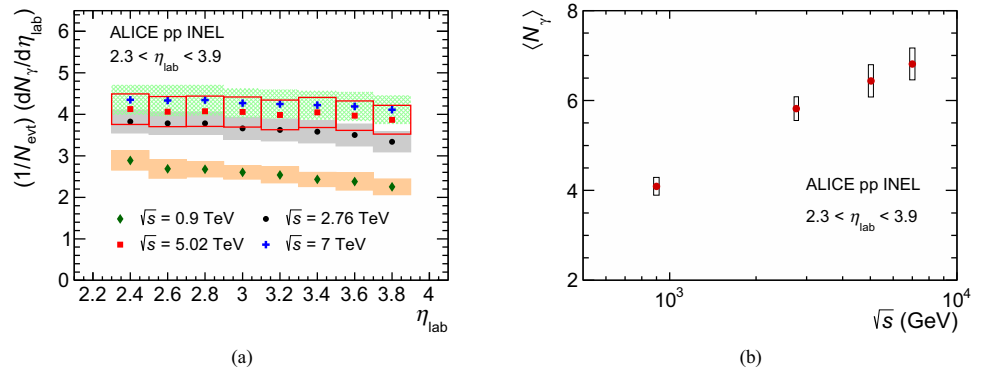 (1/N_evt) (dN_γ/dη_lab)
6
5
4
3
2
1
0
ALICE pp INEL
2.3 < η_lab < 3.9
√s = 0.9 TeV √s = 2.76 TeV
√s = 5.02 TeV √s = 7 TeV
2.2 2.4 2.6 2.8 3 3.2 3.4 3.6 3.8 4
η_lab
(a)
⟨N_γ⟩
8
6
4
2
ALICE pp INEL
2.3 < η_lab < 3.9
10³ 10⁴
√s (GeV)
(b)